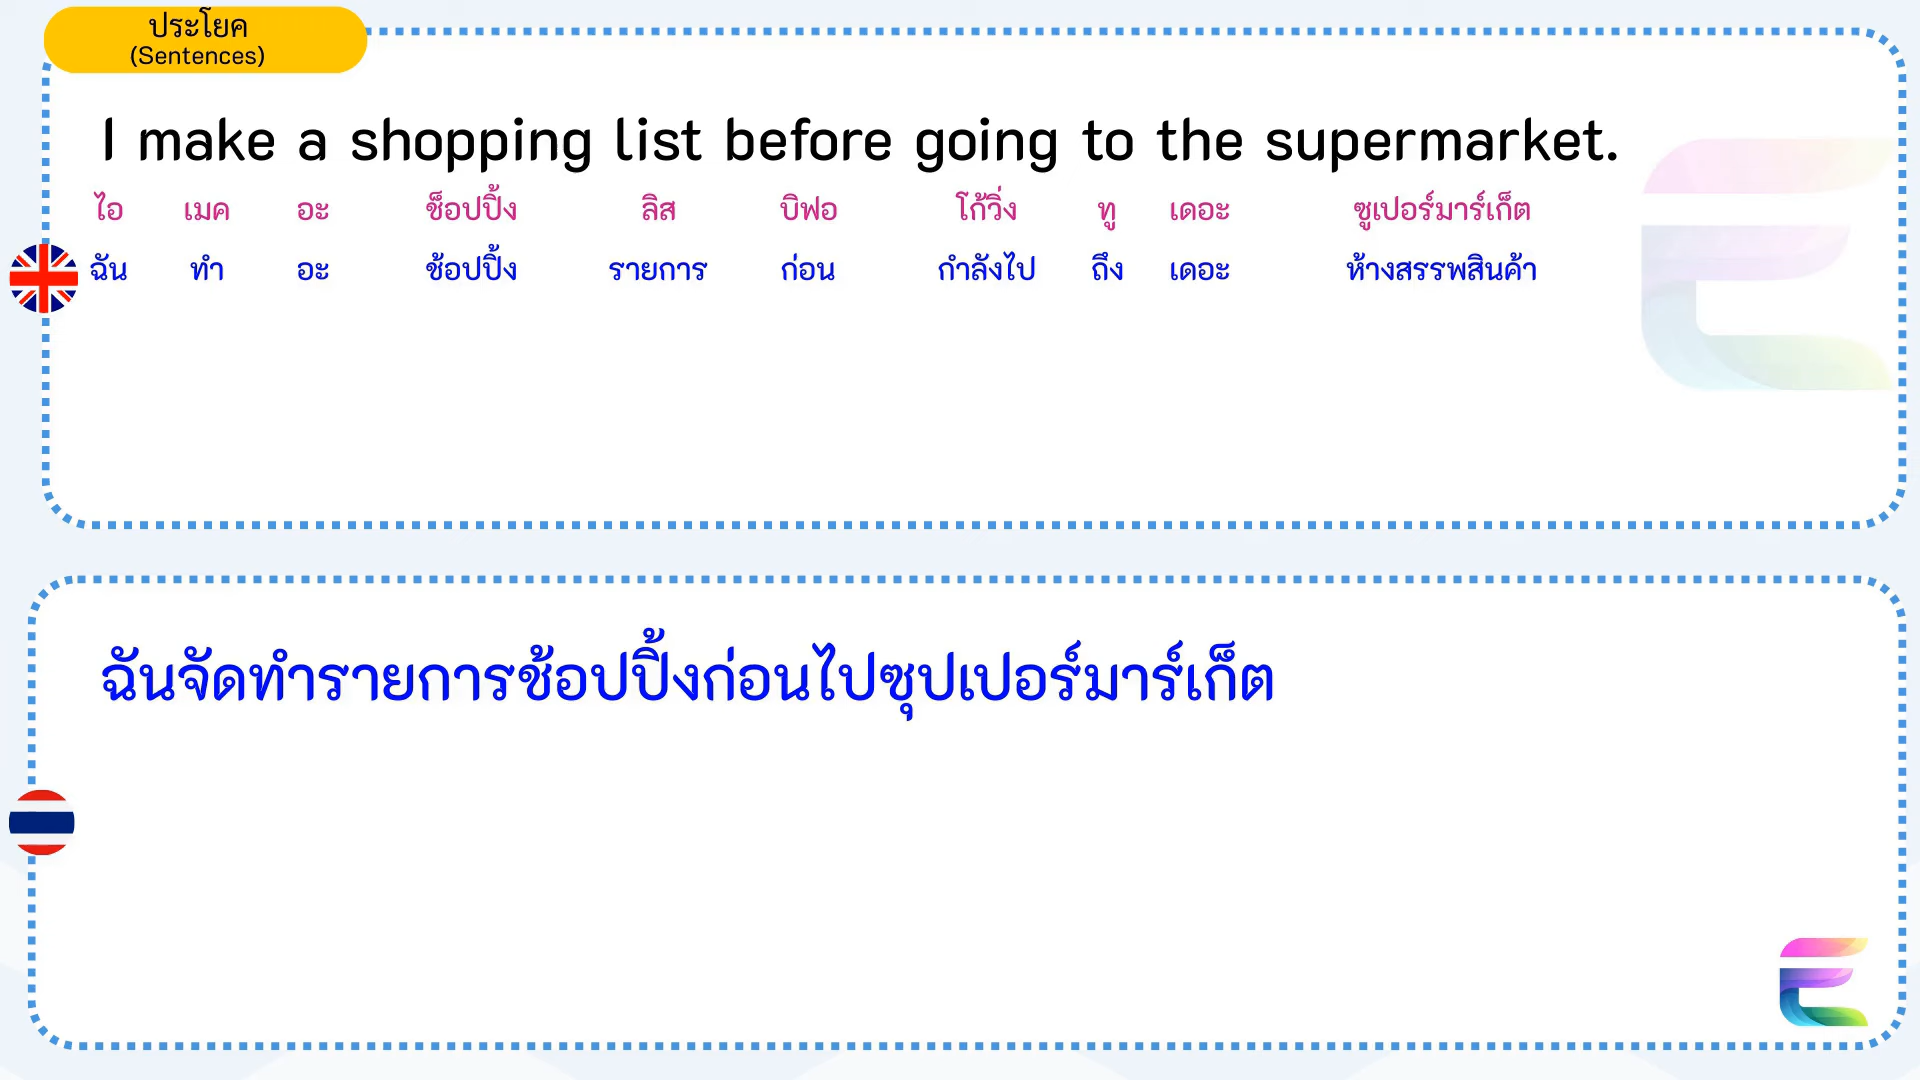 ประโยค
(Sentences)
I make a shopping list before going to the supermarket.
ไอ เมค อะ ช็อปปิ้ง ลิส บิฟอ โก้วิ่ง ทู เดอะ ซูเปอร์มาร์เก็ต
ฉัน ทำ อะ ช้อปปิ้ง รายการ ก่อน กำลังไป ถึง เดอะ ห้างสรรพสินค้า
ฉันจัดทำรายการช้อปปิ้งก่อนไปซุปเปอร์มาร์เก็ต